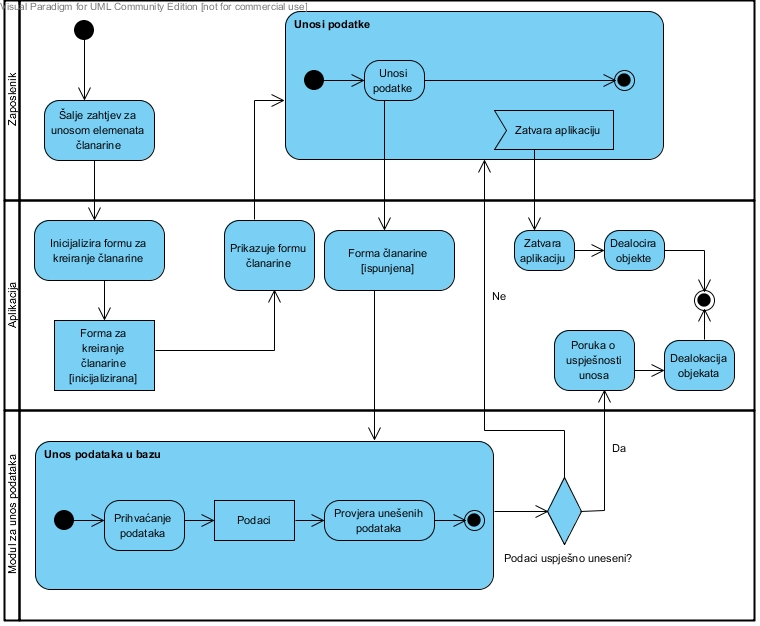 Visual Paradigm for UML Community Edition [not for commercial use]
Zaposlenik
Šalje zahtjev za
unosom elemenata
članarine
Unosi podatke
Unosi
podatke
Zatvara aplikaciju
Aplikacija
Inicijalizira formu za
kreiranje članarine
Forma za
kreiranje
članarine
[inicijalizirana]
Prikazuje formu
članarine
Forma članarine
[ispunjena]
Ne
Zatvara
aplikaciju
Dealocira
objekte
Poruka o
uspješnosti
unosa
Dealokacija
objekata
Modul za unos podataka
Unos podataka u bazu
Prihvaćanje
podataka
Podaci
Provjera unešenih
podataka
Da
Podaci uspješno uneseni?